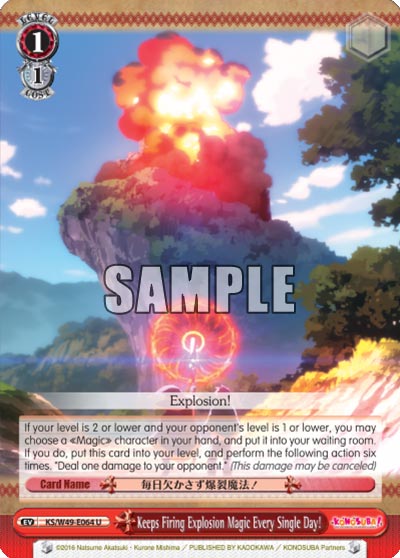 LEVEL
1
1
COST
SAMPLE
Explosion!
If your level is 2 or lower and your opponent's level is 1 or lower, you may
choose a «Magic» character in your hand, and put it into your waiting room.
If you do, put this card into your level, and perform the following action six
times. "Deal one damage to your opponent." (This damage may be canceled)
Card Name 毎日欠かさず爆裂魔法!
EV KS/W49-E064 U Keeps Firing Explosion Magic Every Single Day! KONOSUBA!
©2016 Natsume Akatsuki・Kurone Mishima / PUBLISHED BY KADOKAWA / KONOSUBA Partners